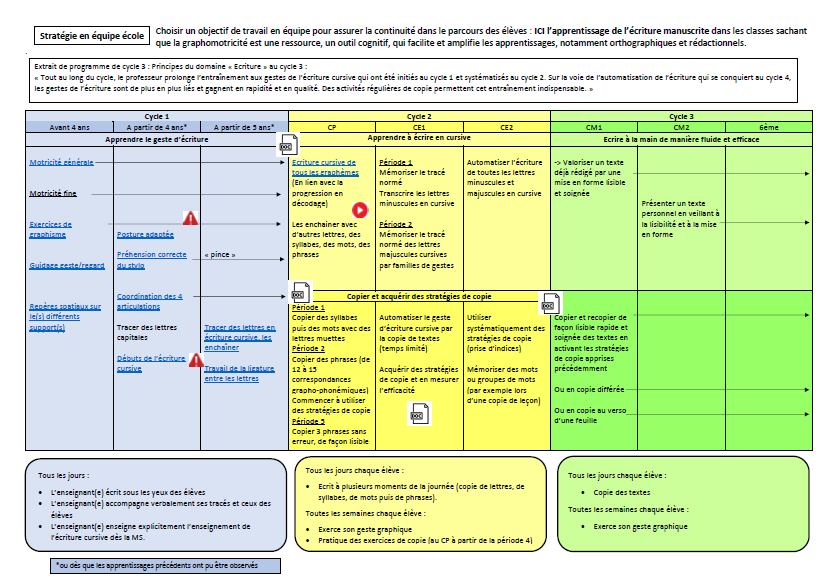 Stratégie en équipe école
Choisir un objectif de travail en équipe pour assurer la continuité dans le parcours des élèves : ICI l'apprentissage de l'écriture manuscrite dans les classes sachant
que la graphomotricité est une ressource, un outil cognitif, qui facilite et amplifie les apprentissages, notamment orthographiques et rédactionnels.
Extrait de programme de cycle 3 : Principes du domaine « Ecriture » au cycle 3 :
« Tout au long du cycle, le professeur prolonge l'entraînement aux gestes de l'écriture cursive qui ont été initiés au cycle 1 et systématisés au cycle 2. Sur la voie de l'automatisation de l'écriture qui se conquiert au cycle 4,
les gestes de l'écriture sont de plus en plus liés et gagnent en rapidité et en qualité. Des activités régulières de copie permettent cet entraînement indispensable. »
Cycle 1
Cycle 2
Cycle 3
Avant 4 ans
A partir de 4 ans*
A partir de 5 ans*
CP
CE1
CE2
CM1
CM2
6ème
Apprendre le geste d'écriture
Apprendre à écrire en cursive
Ecrire à la main de manière fluide et efficace
Motricité générale
Motricité fine
Exercices de
graphisme
Guidage geste/regard
Repères spatiaux sur
le(s) différents
support(s)
Posture adaptée
Préhension correcte
du stylo
« pince »
Coordination des 4
articulations
Tracer des lettres
capitales
Débuts de l'écriture
cursive
Tracer des lettres en
écriture cursive, les
enchaîner
Travail de la ligature
entre les lettres
Ecriture cursive de
tous les graphèmes
(En lien avec la
progression en
décodage)
Les enchainer avec
d'autres lettres, des
syllabes, des mots, des
phrases
Période 1
Mémoriser le tracé
normé
Transcrire les lettres
minuscules en cursive
Période 2
Mémoriser le tracé
normé des lettres
majuscules cursives
par familles de gestes
Automatiser l'écriture
de toutes les lettres
minuscules et
majuscules en cursive
-> Valoriser un texte
déjà rédigé par une
mise en forme lisible
et soignée
Présenter un texte
personnel en veillant à
la lisibilité et à la mise
en forme
Copier et acquérir des stratégies de copie
Période 1
Copier des syllabes
puis des mots avec des
lettres muettes
Période 2
Copier des phrases (de
12 à 15
correspondances
grapho-phonémiques)
Commencer à utiliser
des stratégies de copie
Période 5
Copier 3 phrases sans
erreur, de façon lisible
Automatiser le geste
d'écriture cursive par
la copie de textes
(temps limité)
Acquérir des stratégies
de copie et en mesurer
l'efficacité
Utiliser
systématiquement des
stratégies de copie
(prise d'indices)
Mémoriser des mots
ou groupes de mots
(par exemple lors
d'une copie de leçon)
Copier et recopier de
façon lisible rapide et
soignée des textes en
activant les stratégies
de copie apprises
précédemment
Ou en copie différée
Ou en copie au verso
d'une feuille
DOC
DOC
DOC
DOC
Tous les jours :
• L'enseignant(e) écrit sous les yeux des élèves
• L'enseignant(e) accompagne verbalement ses tracés et ceux des
élèves
• L'enseignant(e) enseigne explicitement l'enseignement de
l'écriture cursive dès la MS.
Tous les jours chaque élève :
• Ecrit à plusieurs moments de la journée (copie de lettres, de
syllabes, de mots puis de phrases).
Toutes les semaines chaque élève :
• Exerce son geste graphique
• Pratique des exercices de copie (au CP à partir de la période 4)
Tous les jours chaque élève :
• Copie des textes
Toutes les semaines chaque élève :
• Exerce son geste graphique
*ou dès que les apprentissages précédents ont pu être observés